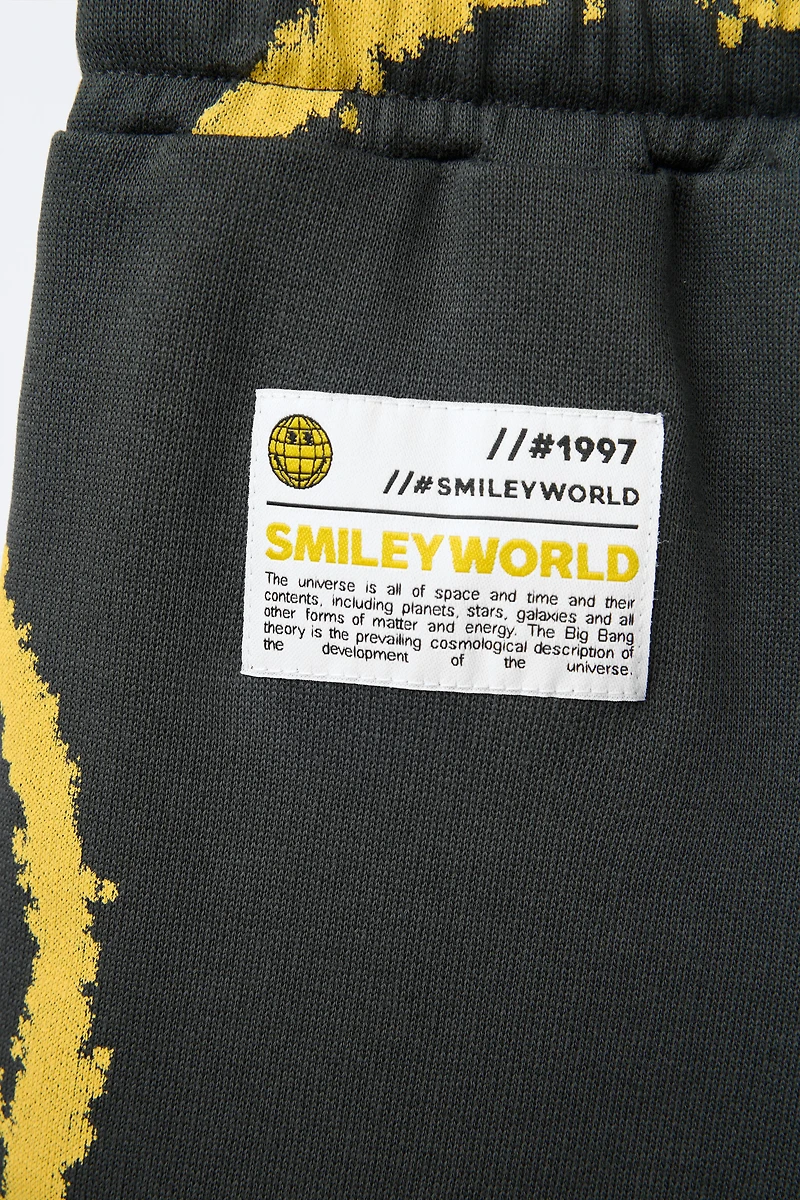 //#1997
//#SMILEYWORLD
SMILEYWORLD
The universe is all of space and time and their
contents, including planets, stars, galaxies and all
other forms of matter and energy. The Big Bang
theory is the prevailing cosmological description of
the development of the universe.